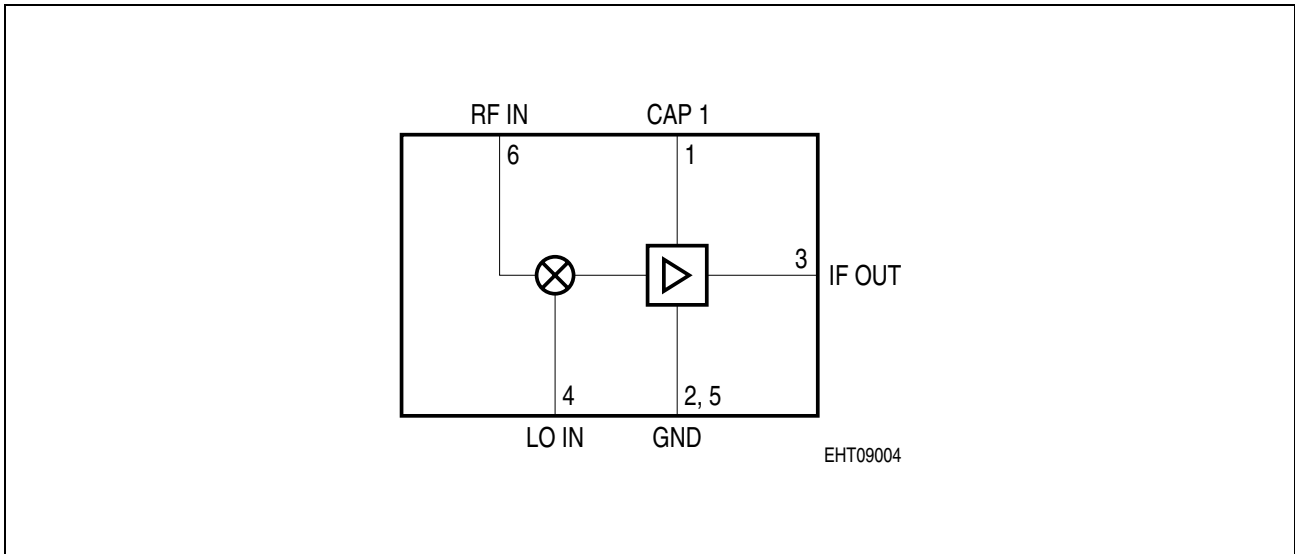 RF IN CAP 1
6 1
3
IF OUT
4 2, 5
LO IN GND
EHT09004